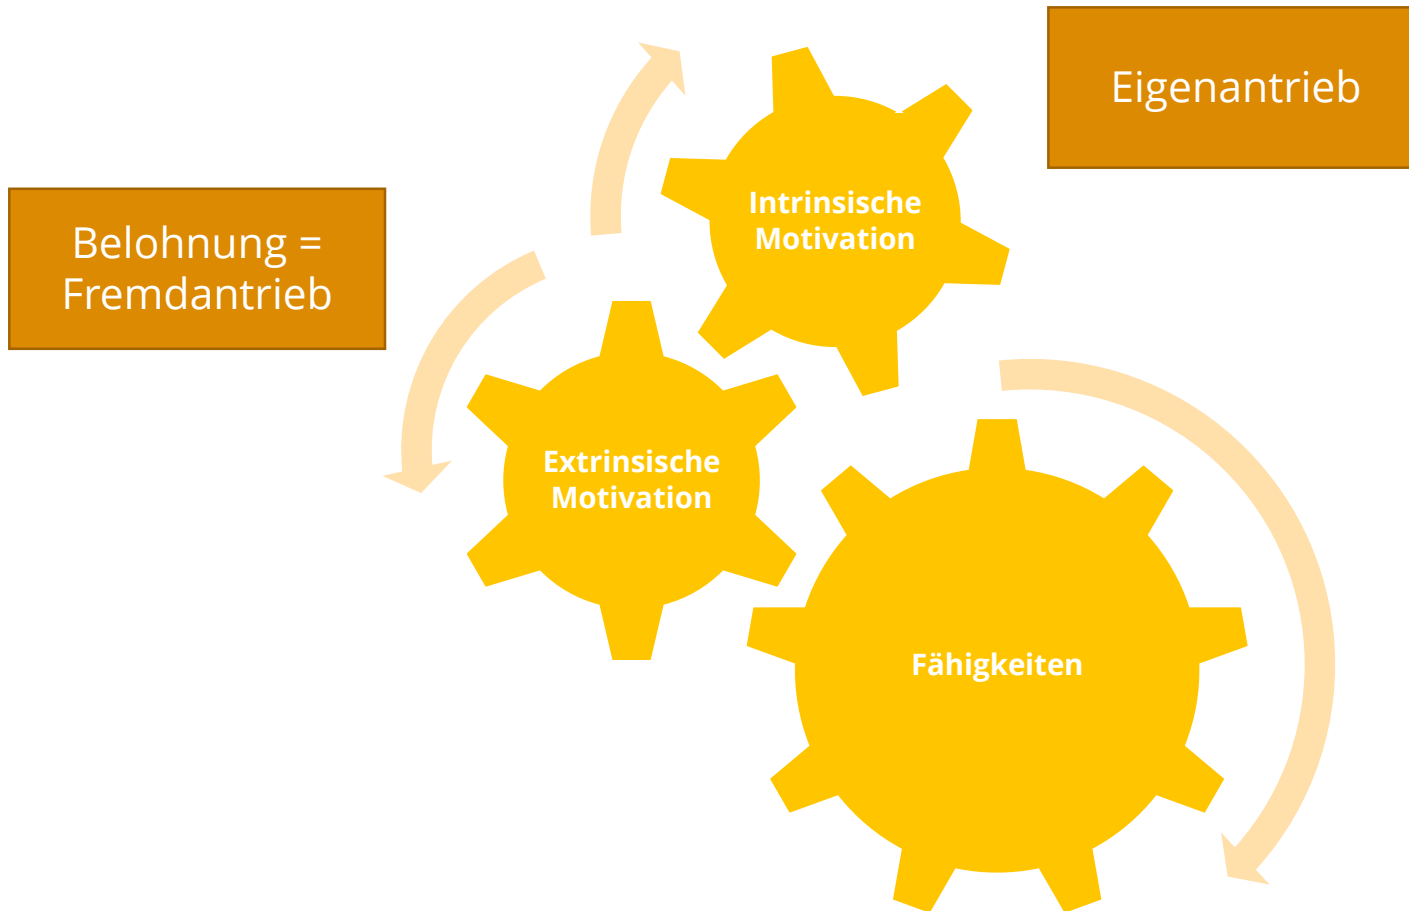 Eigenantrieb
Intrinsische
Motivation
Belohnung =
Fremdantrieb
Extrinsische
Motivation
Fähigkeiten